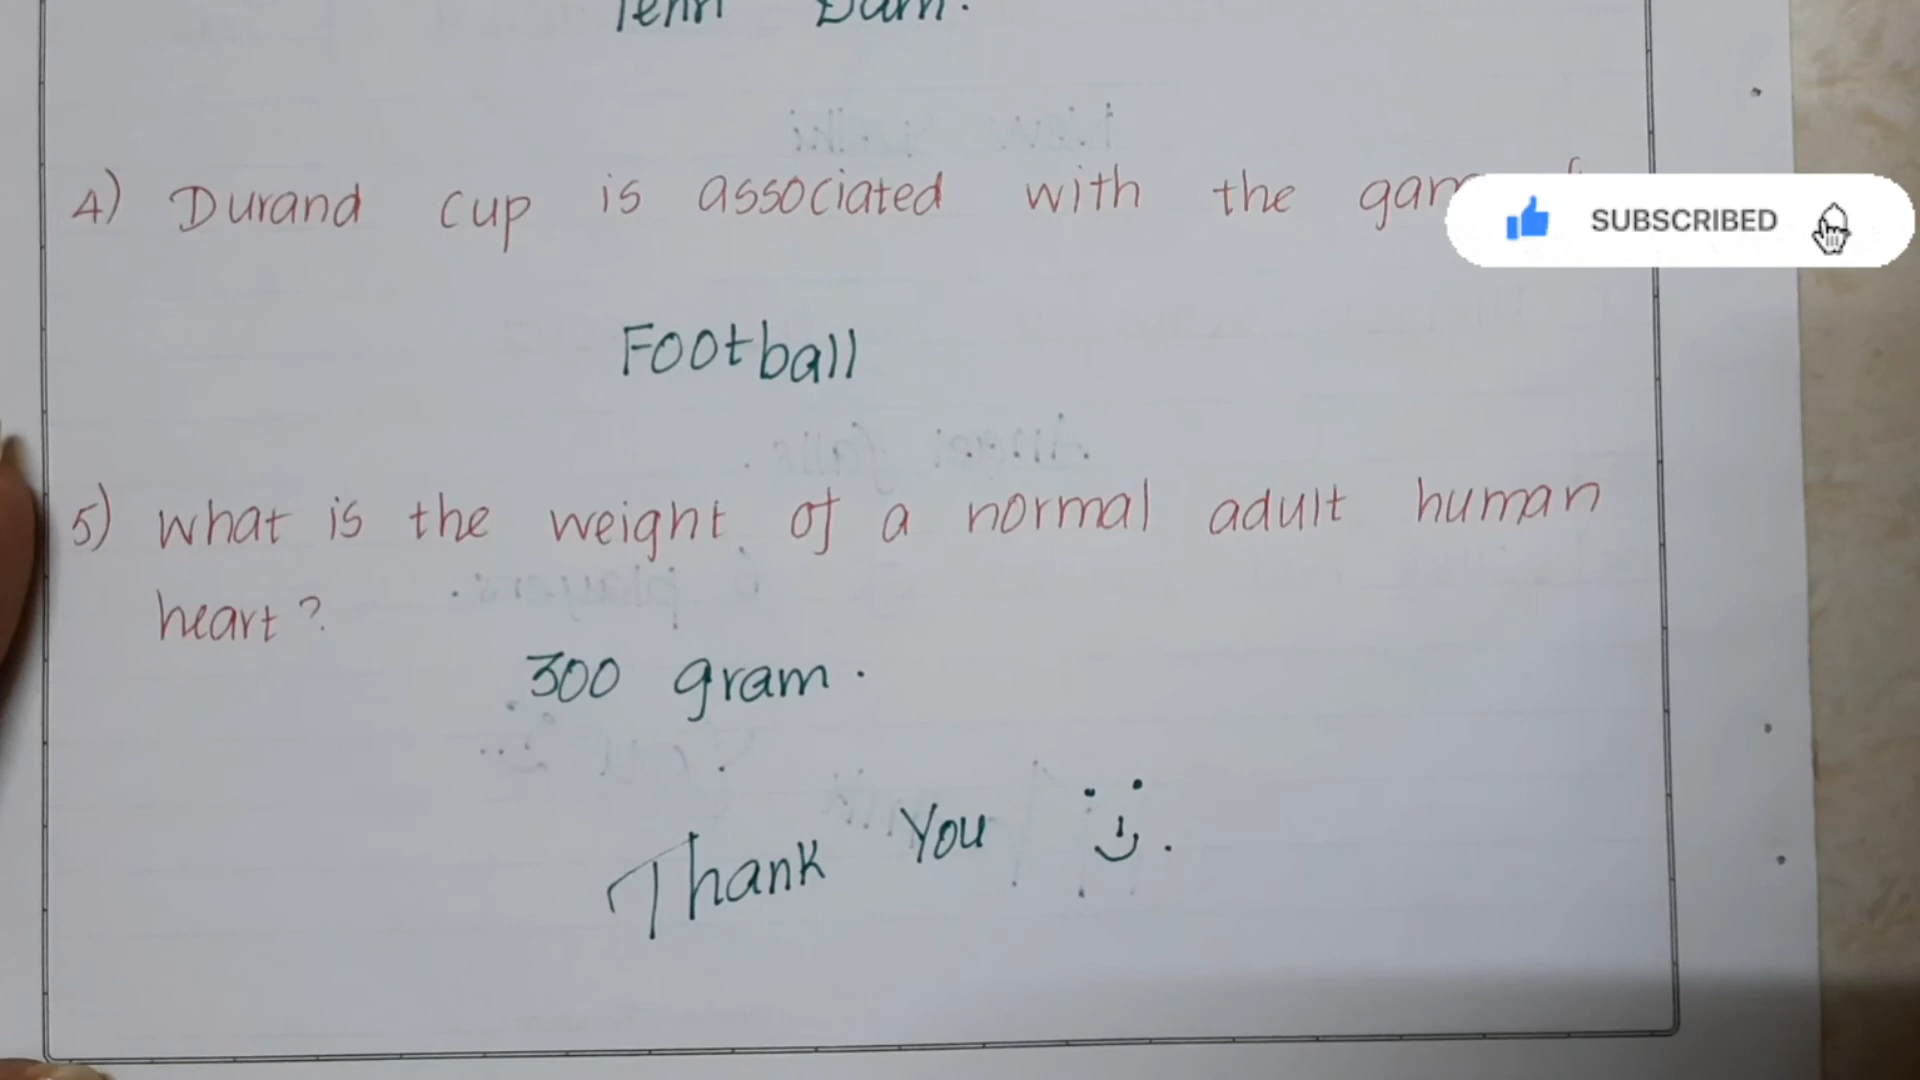 Dam.
4) Durand cup is associated with the
SUBSCRIBED
Football
5) What is the weight of a normal adult human
heart?
300 gram.
Thank You